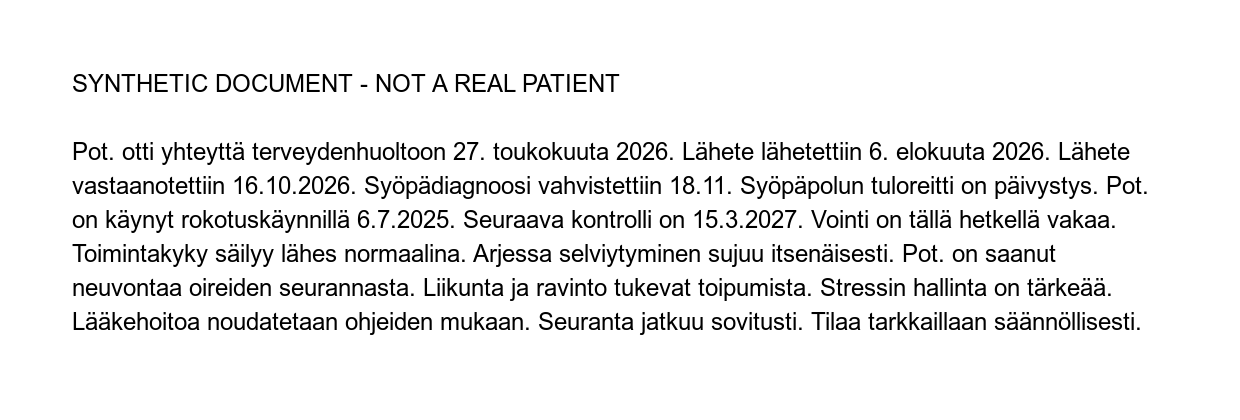 SYNTHETIC DOCUMENT - NOT A REAL PATIENT
Pot. otti yhteyttä terveydenhuoltoon 27. toukokuuta 2026. Lähete lähetettiin 6. elokuuta 2026. Lähete
vastaanotettiin 16.10.2026. Syöpädiagnoosi vahvistettiin 18.11. Syöpäpolun tuloreitti on päivystys. Pot.
on käynyt rokotuskäynnillä 6.7.2025. Seuraava kontrolli on 15.3.2027. Vointi on tällä hetkellä vakaa.
Toimintakyky säilyy lähes normaalina. Arjessa selviytyminen sujuu itsenäisesti. Pot. on saanut
neuvontaa oireiden seurannasta. Liikunta ja ravinto tukevat toipumista. Stressin hallinta on tärkeää.
Lääkehoitoa noudatetaan ohjeiden mukaan. Seuranta jatkuu sovitusti. Tilaa tarkkaillaan säännöllisesti.